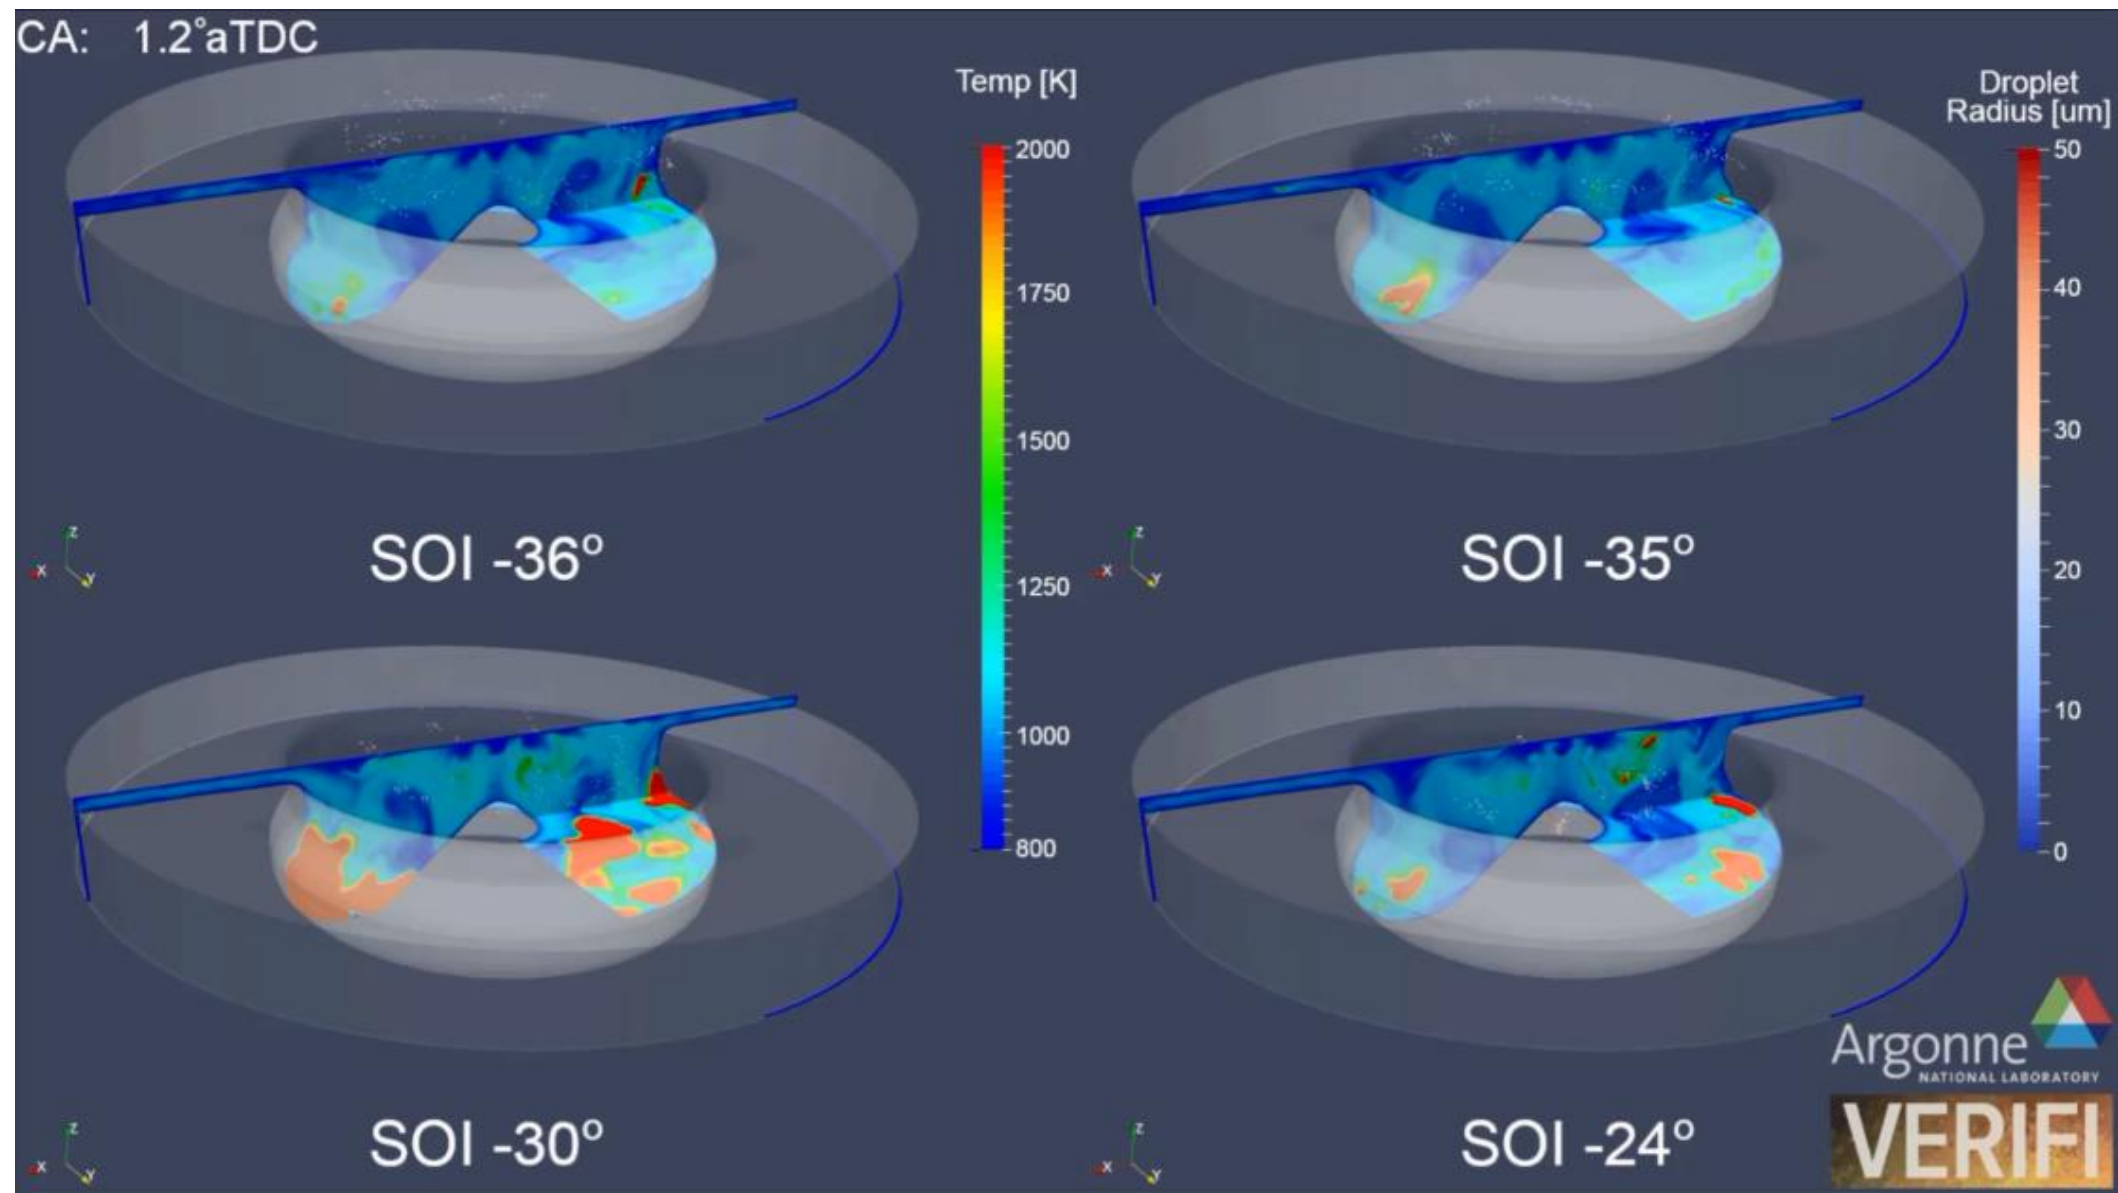 CA: 1.2°aTDC
Temp [K]
2000
1750
1500
1250
1000
800
Droplet
Radius [um]
50
40
30
20
10
0
Z
X
Y
SOI -36°
Z
X
Y
SOI -35°
Z
X
Y
SOI -30°
Z
X
Y
SOI -24°
Argonne
NATIONAL LABORATORY
VERIFI